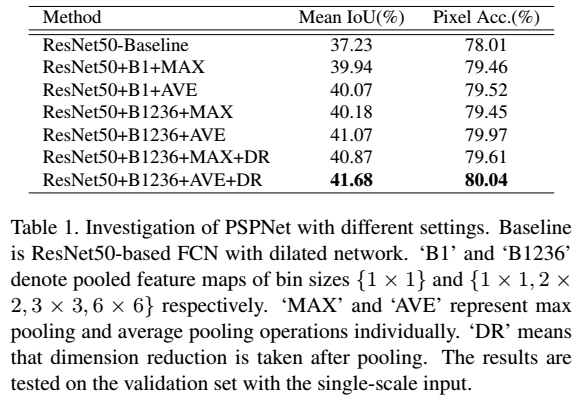 Method Mean IoU(%) Pixel Acc.(%)
ResNet50-Baseline 37.23 78.01
ResNet50+B1+MAX 39.94 79.46
ResNet50+B1+AVE 40.07 79.52
ResNet50+B1236+MAX 40.18 79.45
ResNet50+B1236+AVE 41.07 79.97
ResNet50+B1236+MAX+DR 40.87 79.61
ResNet50+B1236+AVE+DR 41.68 80.04
Table 1. Investigation of PSPNet with different settings. Baseline
is ResNet50-based FCN with dilated network. ‘B1’ and ‘B1236’
denote pooled feature maps of bin sizes {1 × 1} and {1 × 1, 2 ×
2, 3 × 3, 6 × 6} respectively. ‘MAX’ and ‘AVE’ represent max
pooling and average pooling operations individually. ‘DR’ means
that dimension reduction is taken after pooling. The results are
tested on the validation set with the single-scale input.